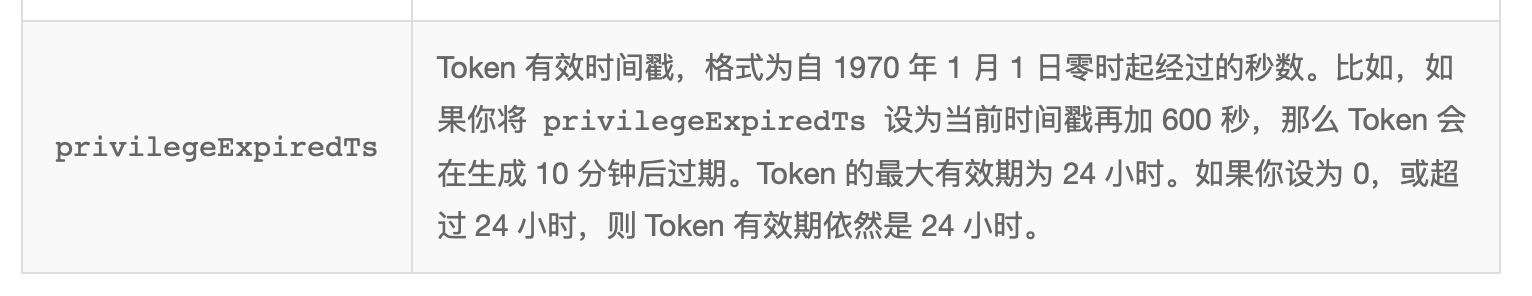 privilegeExpiredTs
Token 有效时间戳，格式为自 1970 年 1 月 1 日零时起经过的秒数。比如，如
果你将 privilegeExpiredTs 设为当前时间戳再加 600 秒，那么 Token 会
在生成 10 分钟后过期。Token 的最大有效期为 24 小时。如果你设为 0，或超
过 24 小时，则 Token 有效期依然是 24 小时。